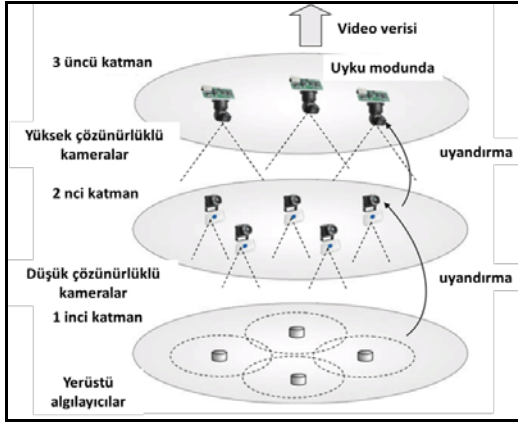 Video verisi
3 üncü katman
Uyku modunda
Yüksek çözünürlüklü
kameralar
uyandırma
2 nci katman
Düşük çözünürlüklü
kameralar
uyandırma
1 inci katman
Yerüstü
algılayıcılar